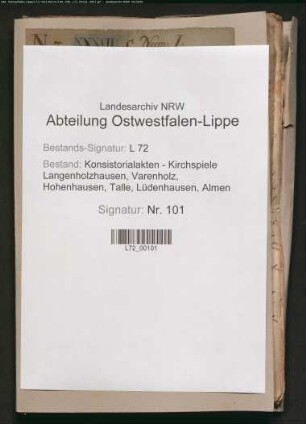 Landesarchiv NRW
Abteilung Ostwestfalen-Lippe
Bestands-Signatur: L 72
Bestand: Konsistorialakten - Kirchspiele
Langenholzhausen, Varenholz,
Hohenhausen, Talle, Lüdenhausen, Almen
Signatur: Nr. 101
L72_00101